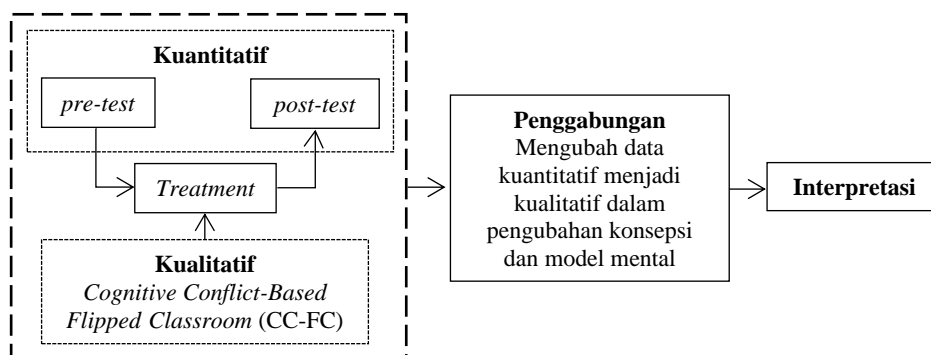 Kuantitatif
pre-test
post-test
Treatment
Kualitatif
Cognitive Conflict-Based
Flipped Classroom (CC-FC)
Penggabungan
Mengubah data
kuantitatif menjadi
kualitatif dalam
pengubahan konsepsi
dan model mental
Interpretasi